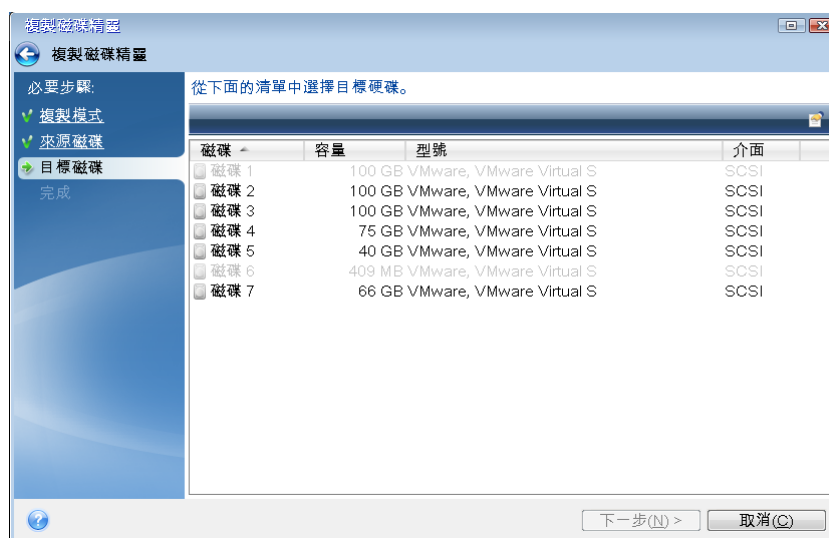 複製磁碟精靈
複製磁碟精靈
必要步驟:
複製模式
來源磁碟
目標磁碟
完成
從下面的清單中選擇目標硬碟。
磁碟 容量 型號 介面
磁碟 1 100 GB VMware, VMware Virtual S SCSI
磁碟 2 100 GB VMware, VMware Virtual S SCSI
磁碟 3 100 GB VMware, VMware Virtual S SCSI
磁碟 4 75 GB VMware, VMware Virtual S SCSI
磁碟 5 40 GB VMware, VMware Virtual S SCSI
磁碟 6 409 MB VMware, VMware Virtual S SCSI
磁碟 7 66 GB VMware, VMware Virtual S SCSI
下一步(N) > 取消(C)